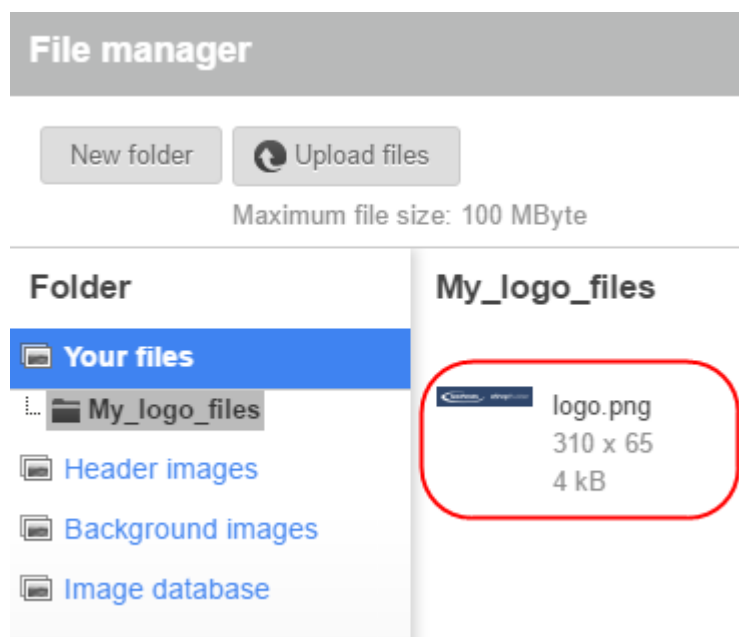 File manager
New folder
Upload files
Maximum file size: 100 MByte
Folder
Your files
My_logo_files
Header images
Background images
Image database
My_logo_files
logo.png
310 x 65
4 kB